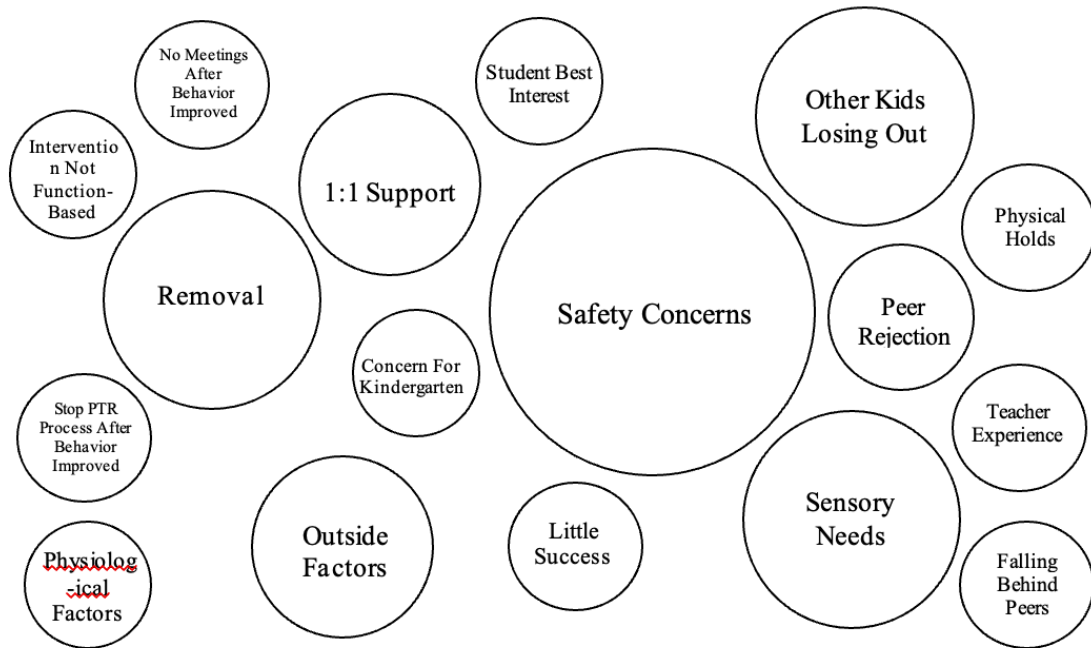 No Meetings
After
Behavior
Improved
Student Best
Interest
Other Kids
Losing Out
Interventio
n Not
Function-
Based
1:1 Support
Physical
Holds
Removal
Safety Concerns
Peer
Rejection
Concern For
Kindergarten
Stop PTR
Process After
Behavior
Improved
Teacher
Experience
Sensory
Needs
Outside
Factors
Little
Success
Physiolog
-ical
Factors
Falling
Behind
Peers